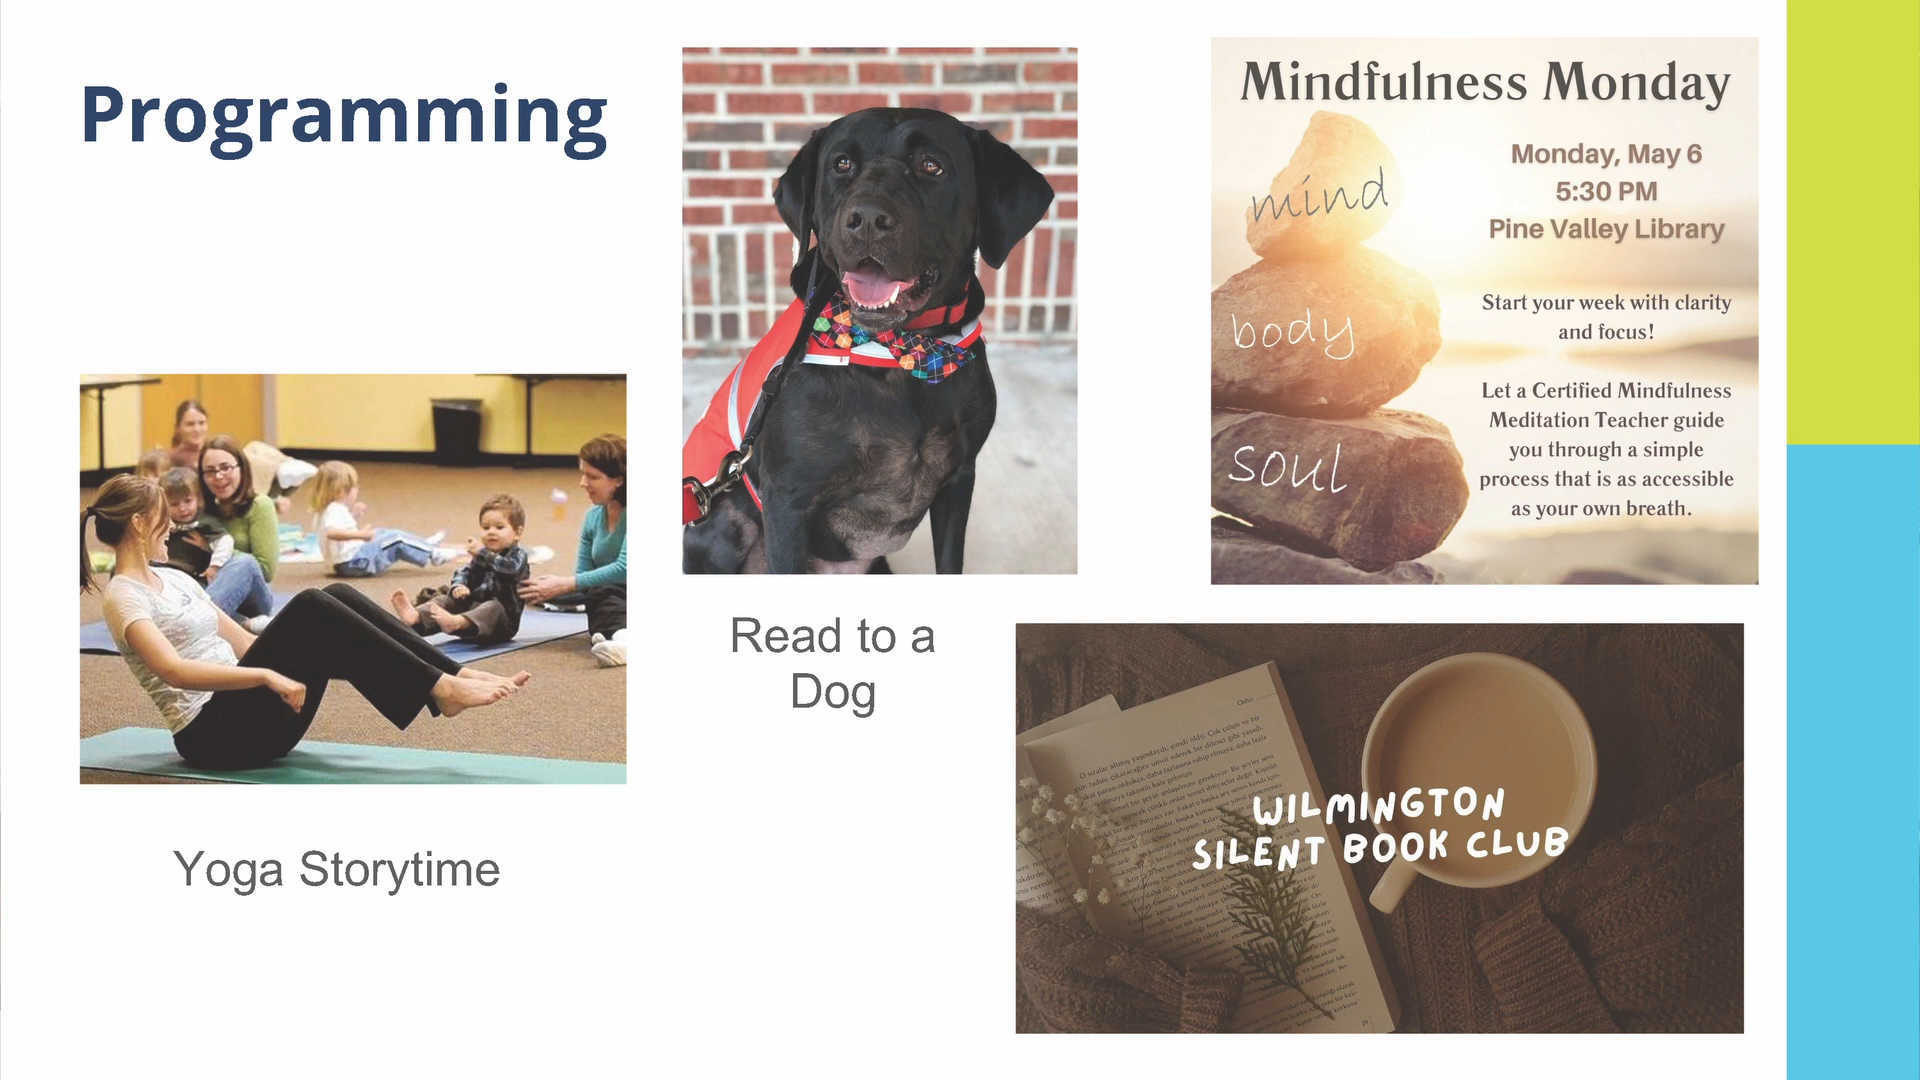 Programming
Mindfulness Monday
Monday, May 6
5:30 PM
Pine Valley Library
mind
body
soul
Start your week with clarity
and focus!
Let a Certified Mindfulness
Meditation Teacher guide
you through a simple
process that is as accessible
as your own breath.
Read to a
Dog
Yoga Storytime
Osho
WILMINGTON
SILENT BOOK CLUB